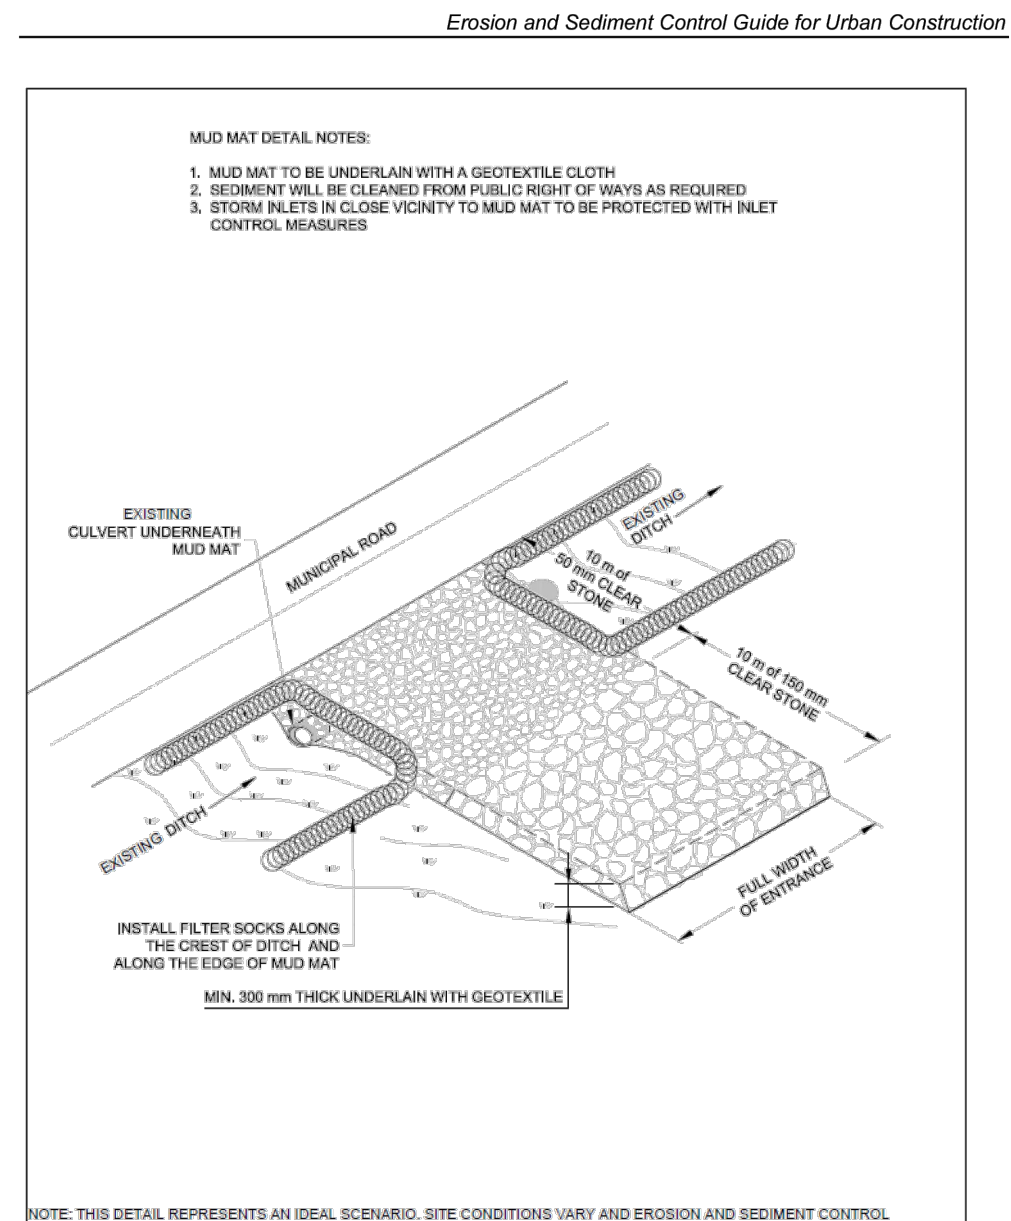 Erosion and Sediment Control Guide for Urban Construction
MUD MAT DETAIL NOTES:
1. MUD MAT TO BE UNDERLAIN WITH A GEOTEXTILE CLOTH
2. SEDIMENT WILL BE CLEANED FROM PUBLIC RIGHT OF WAYS AS REQUIRED
3. STORM INLETS IN CLOSE VICINITY TO MUD MAT TO BE PROTECTED WITH INLET
CONTROL MEASURES
EXISTING
CULVERT UNDERNEATH
MUD MAT
MUNICIPAL ROAD
EXISTING
DITCH
10 m of
50 mm CLEAR
STONE
10 m of 150 mm
CLEAR STONE
EXISTING DITCH
FULL WIDTH
OF ENTRANCE
INSTALL FILTER SOCKS ALONG
THE CREST OF DITCH AND
ALONG THE EDGE OF MUD MAT
MIN. 300 mm THICK UNDERLAIN WITH GEOTEXTILE
NOTE: THIS DETAIL REPRESENTS AN IDEAL SCENARIO. SITE CONDITIONS VARY AND EROSION AND SEDIMENT CONTROL